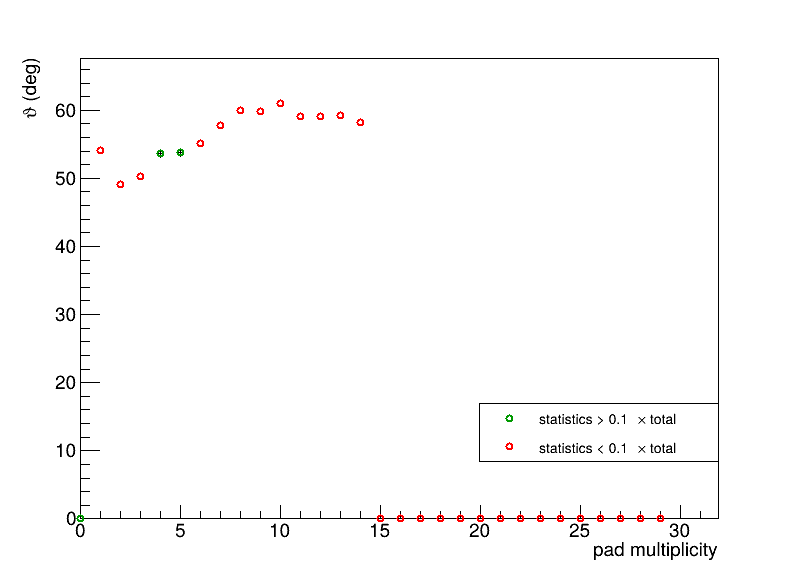 ϑ (deg)
60
50
40
30
20
10
0
statistics > 0.1 × total
statistics < 0.1 × total
0 5 10 15 20 25 30
pad multiplicity